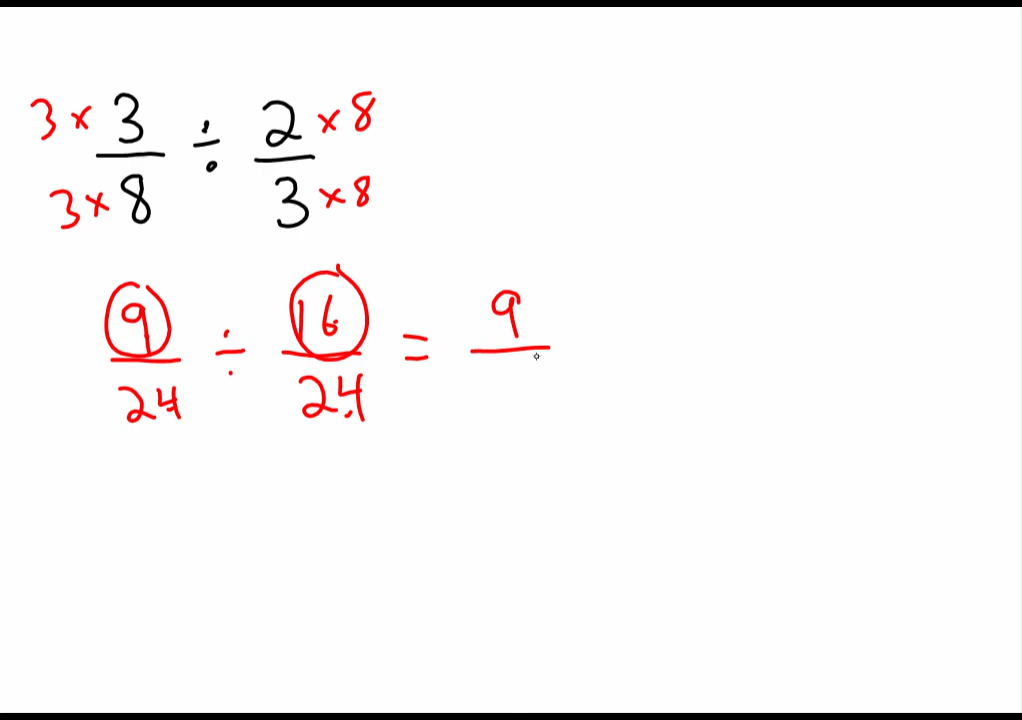 3 × 3/8 ÷ 2/3 × 8
3 × × 8
9/24 ÷ 16/24 = 9/